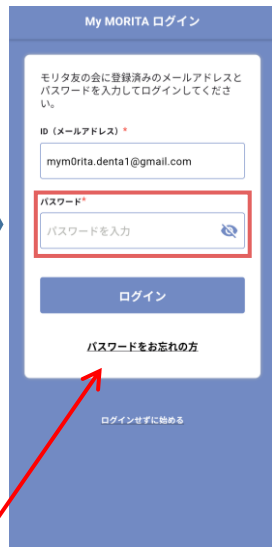 My MORITA ログイン
モリタ友の会に登録済みのメールアドレスと
パスワードを入力してログインしてくださ
い。
ID（メールアドレス）*
mym0rita.denta1@gmail.com
パスワード*
パスワードを入力
ログイン
パスワードをお忘れの方
ログインせずに始める